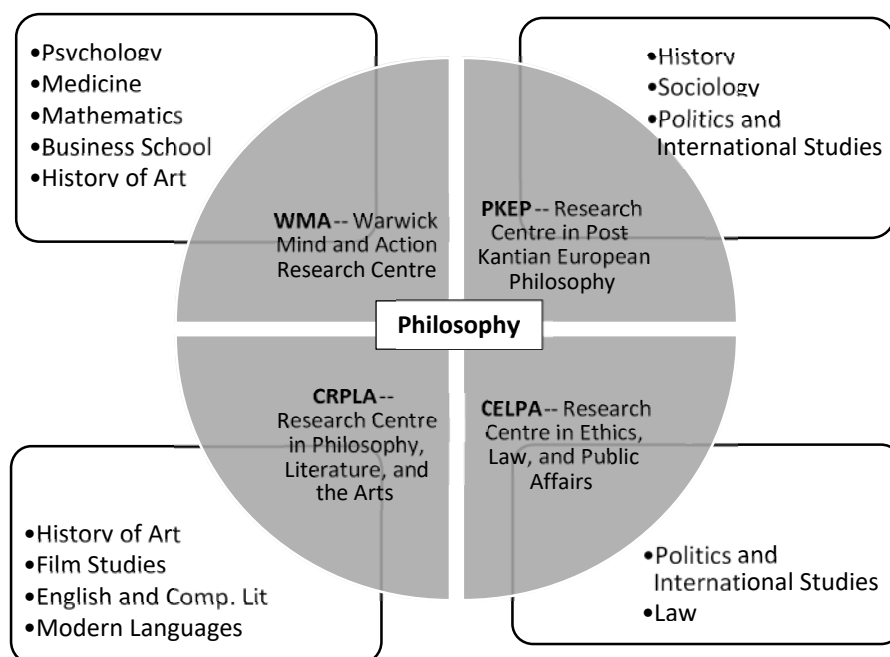 •Psychology
•Medicine
•Mathematics
•Business School
•History of Art
•History
•Sociology
•Politics and
International Studies
WMA-- Warwick
Mind and Action
Research Centre
PKEP-- Research
Centre in Post
Kantian European
Philosophy
Philosophy
CRPLA--
Research Centre
in Philosophy,
Literature, and
the Arts
CELPA-- Research
Centre in Ethics,
Law, and Public
Affairs
•History of Art
•Film Studies
•English and Comp. Lit
•Modern Languages
•Politics and
International Studies
•Law